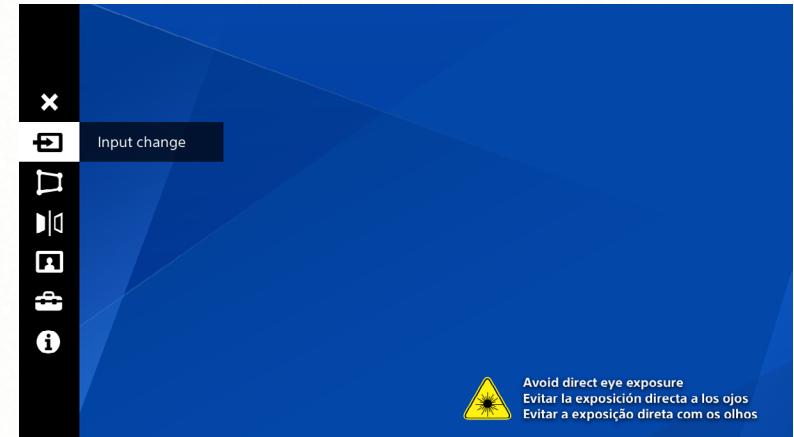 Input change
Avoid direct eye exposure
Evitar la exposición directa a los ojos
Evitar a exposição direta com os olhos